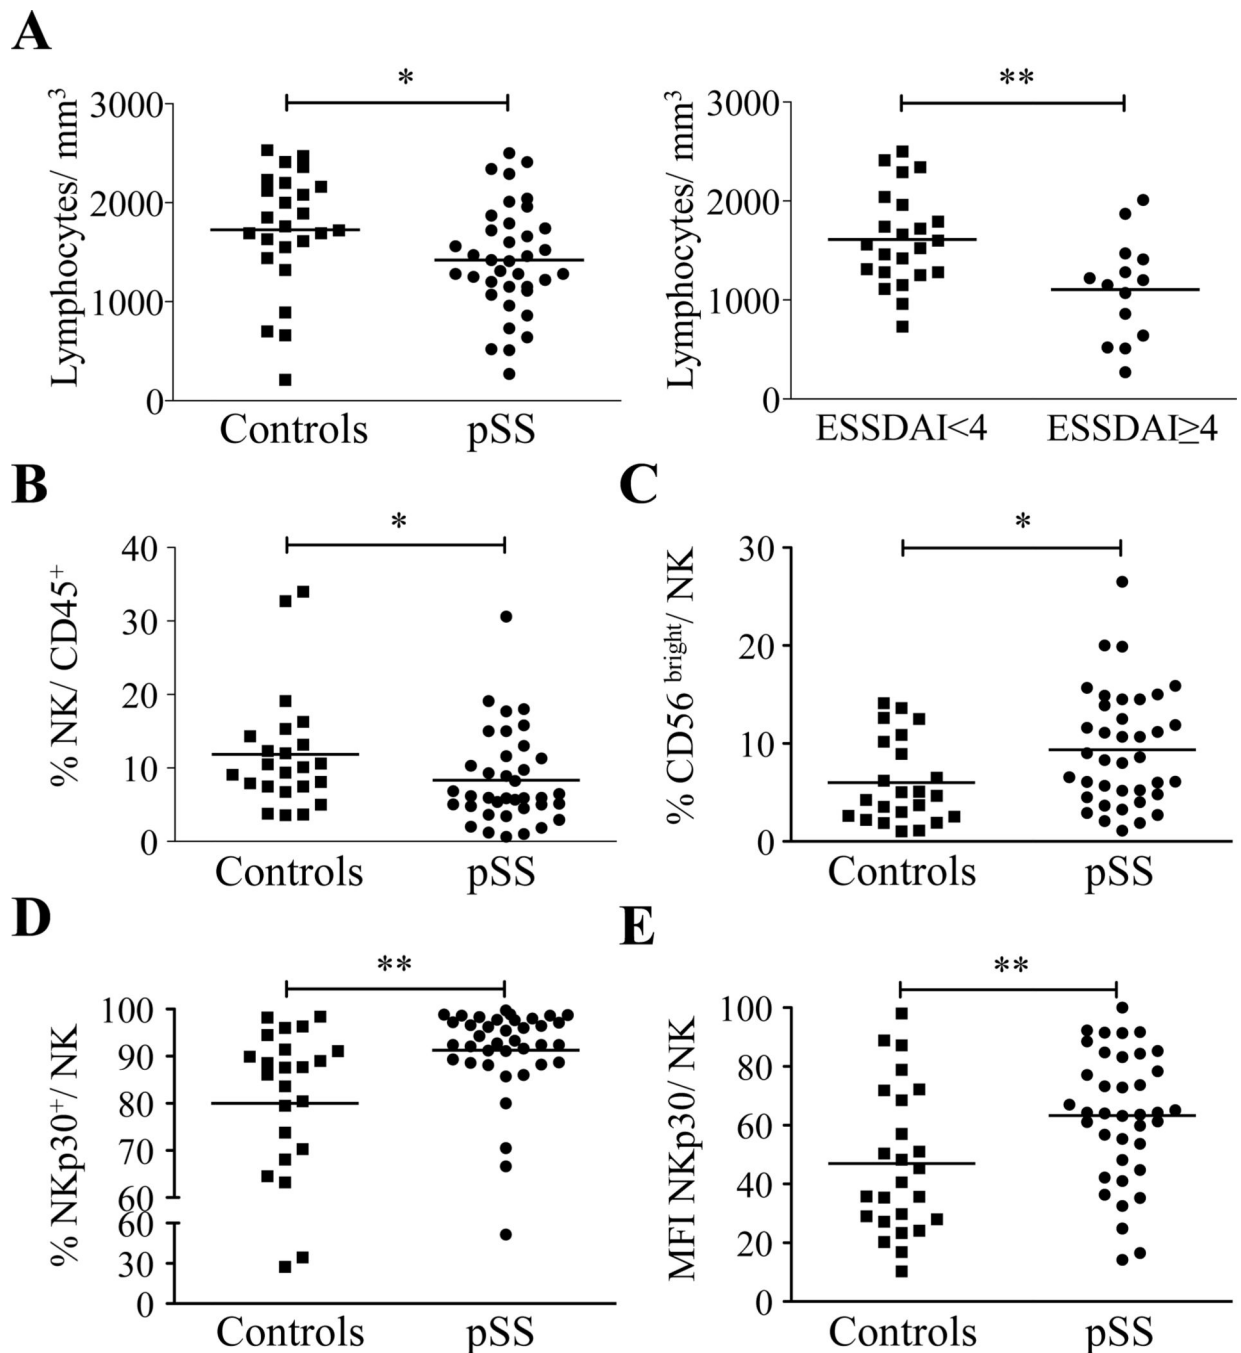 A
* **
Lymphocytes/ mm³
3000
2000
1000
0
Controls pSS
Lymphocytes/ mm³
3000
2000
1000
0
ESSDAI<4 ESSDAI≥4
B
*
% NK/ CD45⁺
40
30
20
10
0
Controls pSS
C
*
% CD56 ᵇʳⁱᵍʰᵗ/ NK
30
20
10
0
Controls pSS
D
**
% NKp30⁺/ NK
100
90
80
70
60
60
30
0
Controls pSS
E
**
MFI NKp30/ NK
100
80
60
40
20
0
Controls pSS